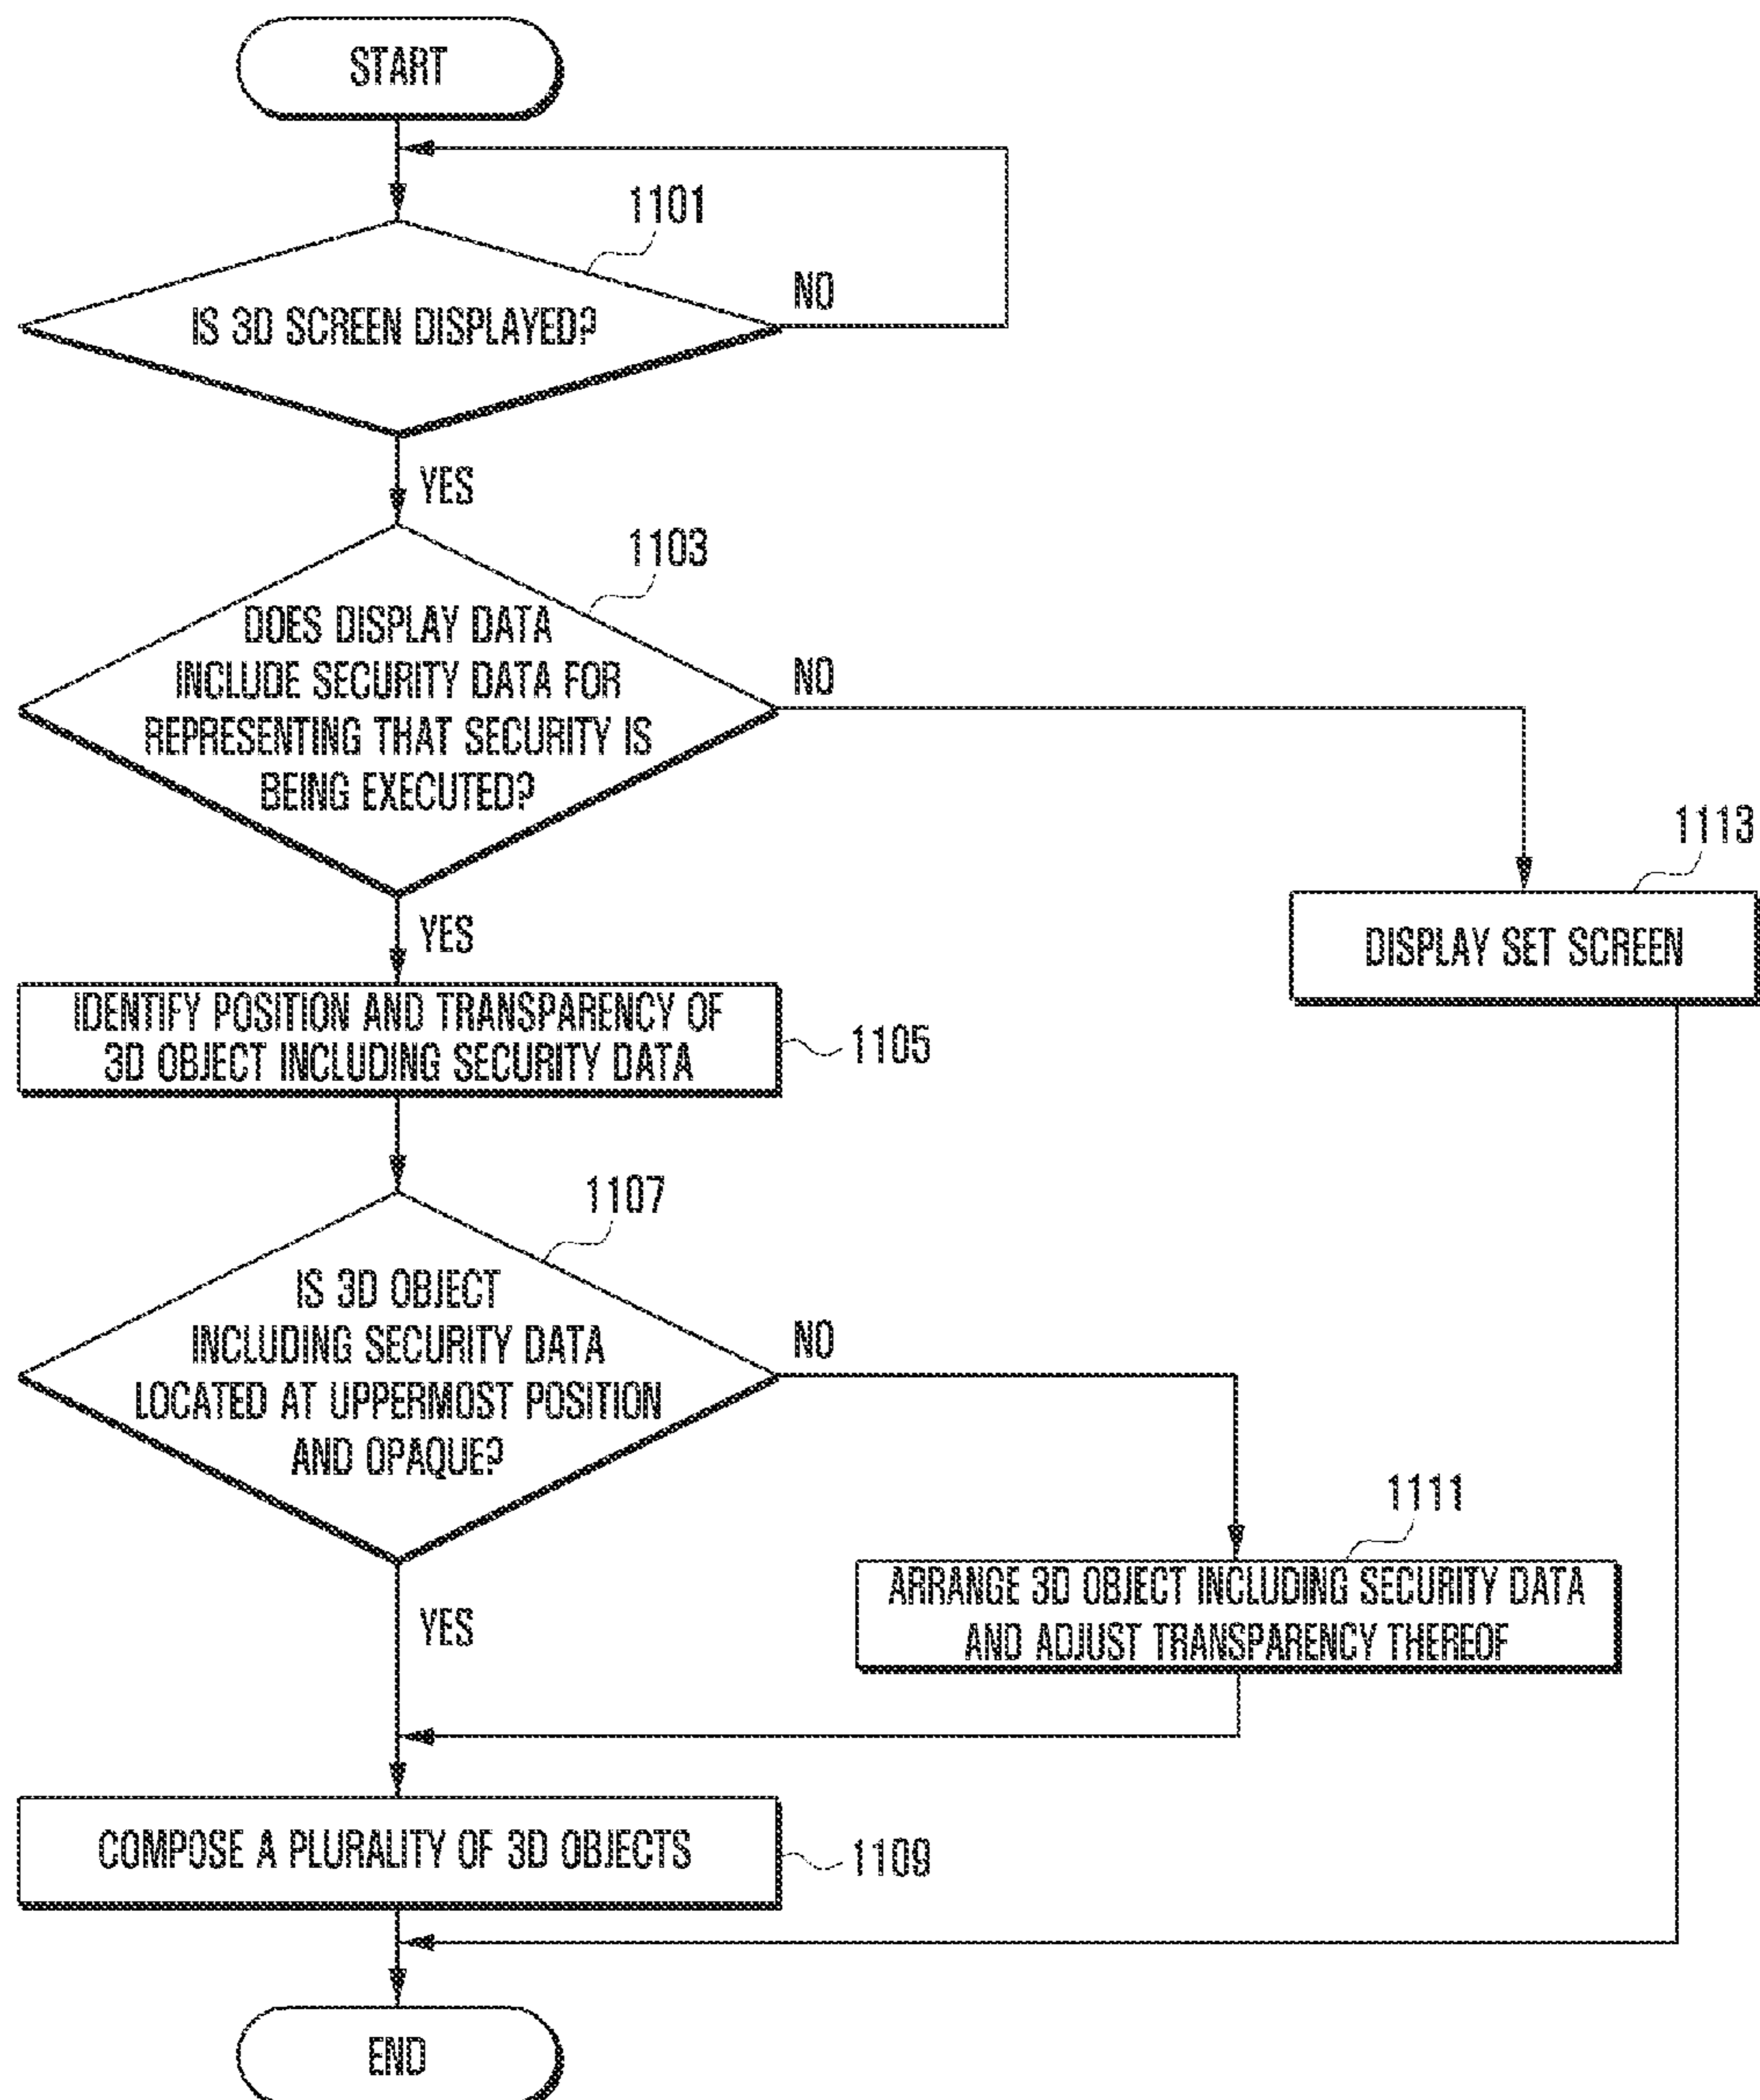 START
1101
IS 3D SCREEN DISPLAYED?
NO
YES
1103
DOES DISPLAY DATA
INCLUDE SECURITY DATA FOR
REPRESENTING THAT SECURITY IS
BEING EXECUTED?
NO
YES
1113
DISPLAY SET SCREEN
IDENTIFY POSITION AND TRANSPARENCY OF
3D OBJECT INCLUDING SECURITY DATA
1105
1107
IS 3D OBJECT
INCLUDING SECURITY DATA
LOCATED AT UPPERMOST POSITION
AND OPAQUE?
NO
YES
1111
ARRANGE 3D OBJECT INCLUDING SECURITY DATA
AND ADJUST TRANSPARENCY THEREOF
COMPOSE A PLURALITY OF 3D OBJECTS
1109
END